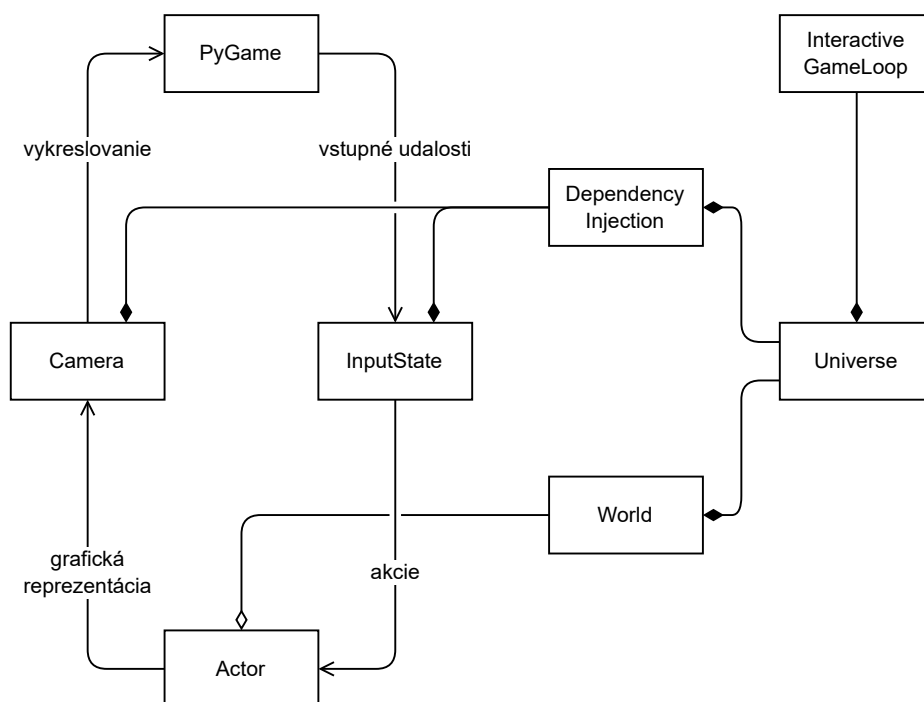 PyGame
Interactive
GameLoop
vykreslovanie
vstupné udalosti
Dependency
Injection
Camera
InputState
Universe
World
grafická
reprezentácia
akcie
Actor